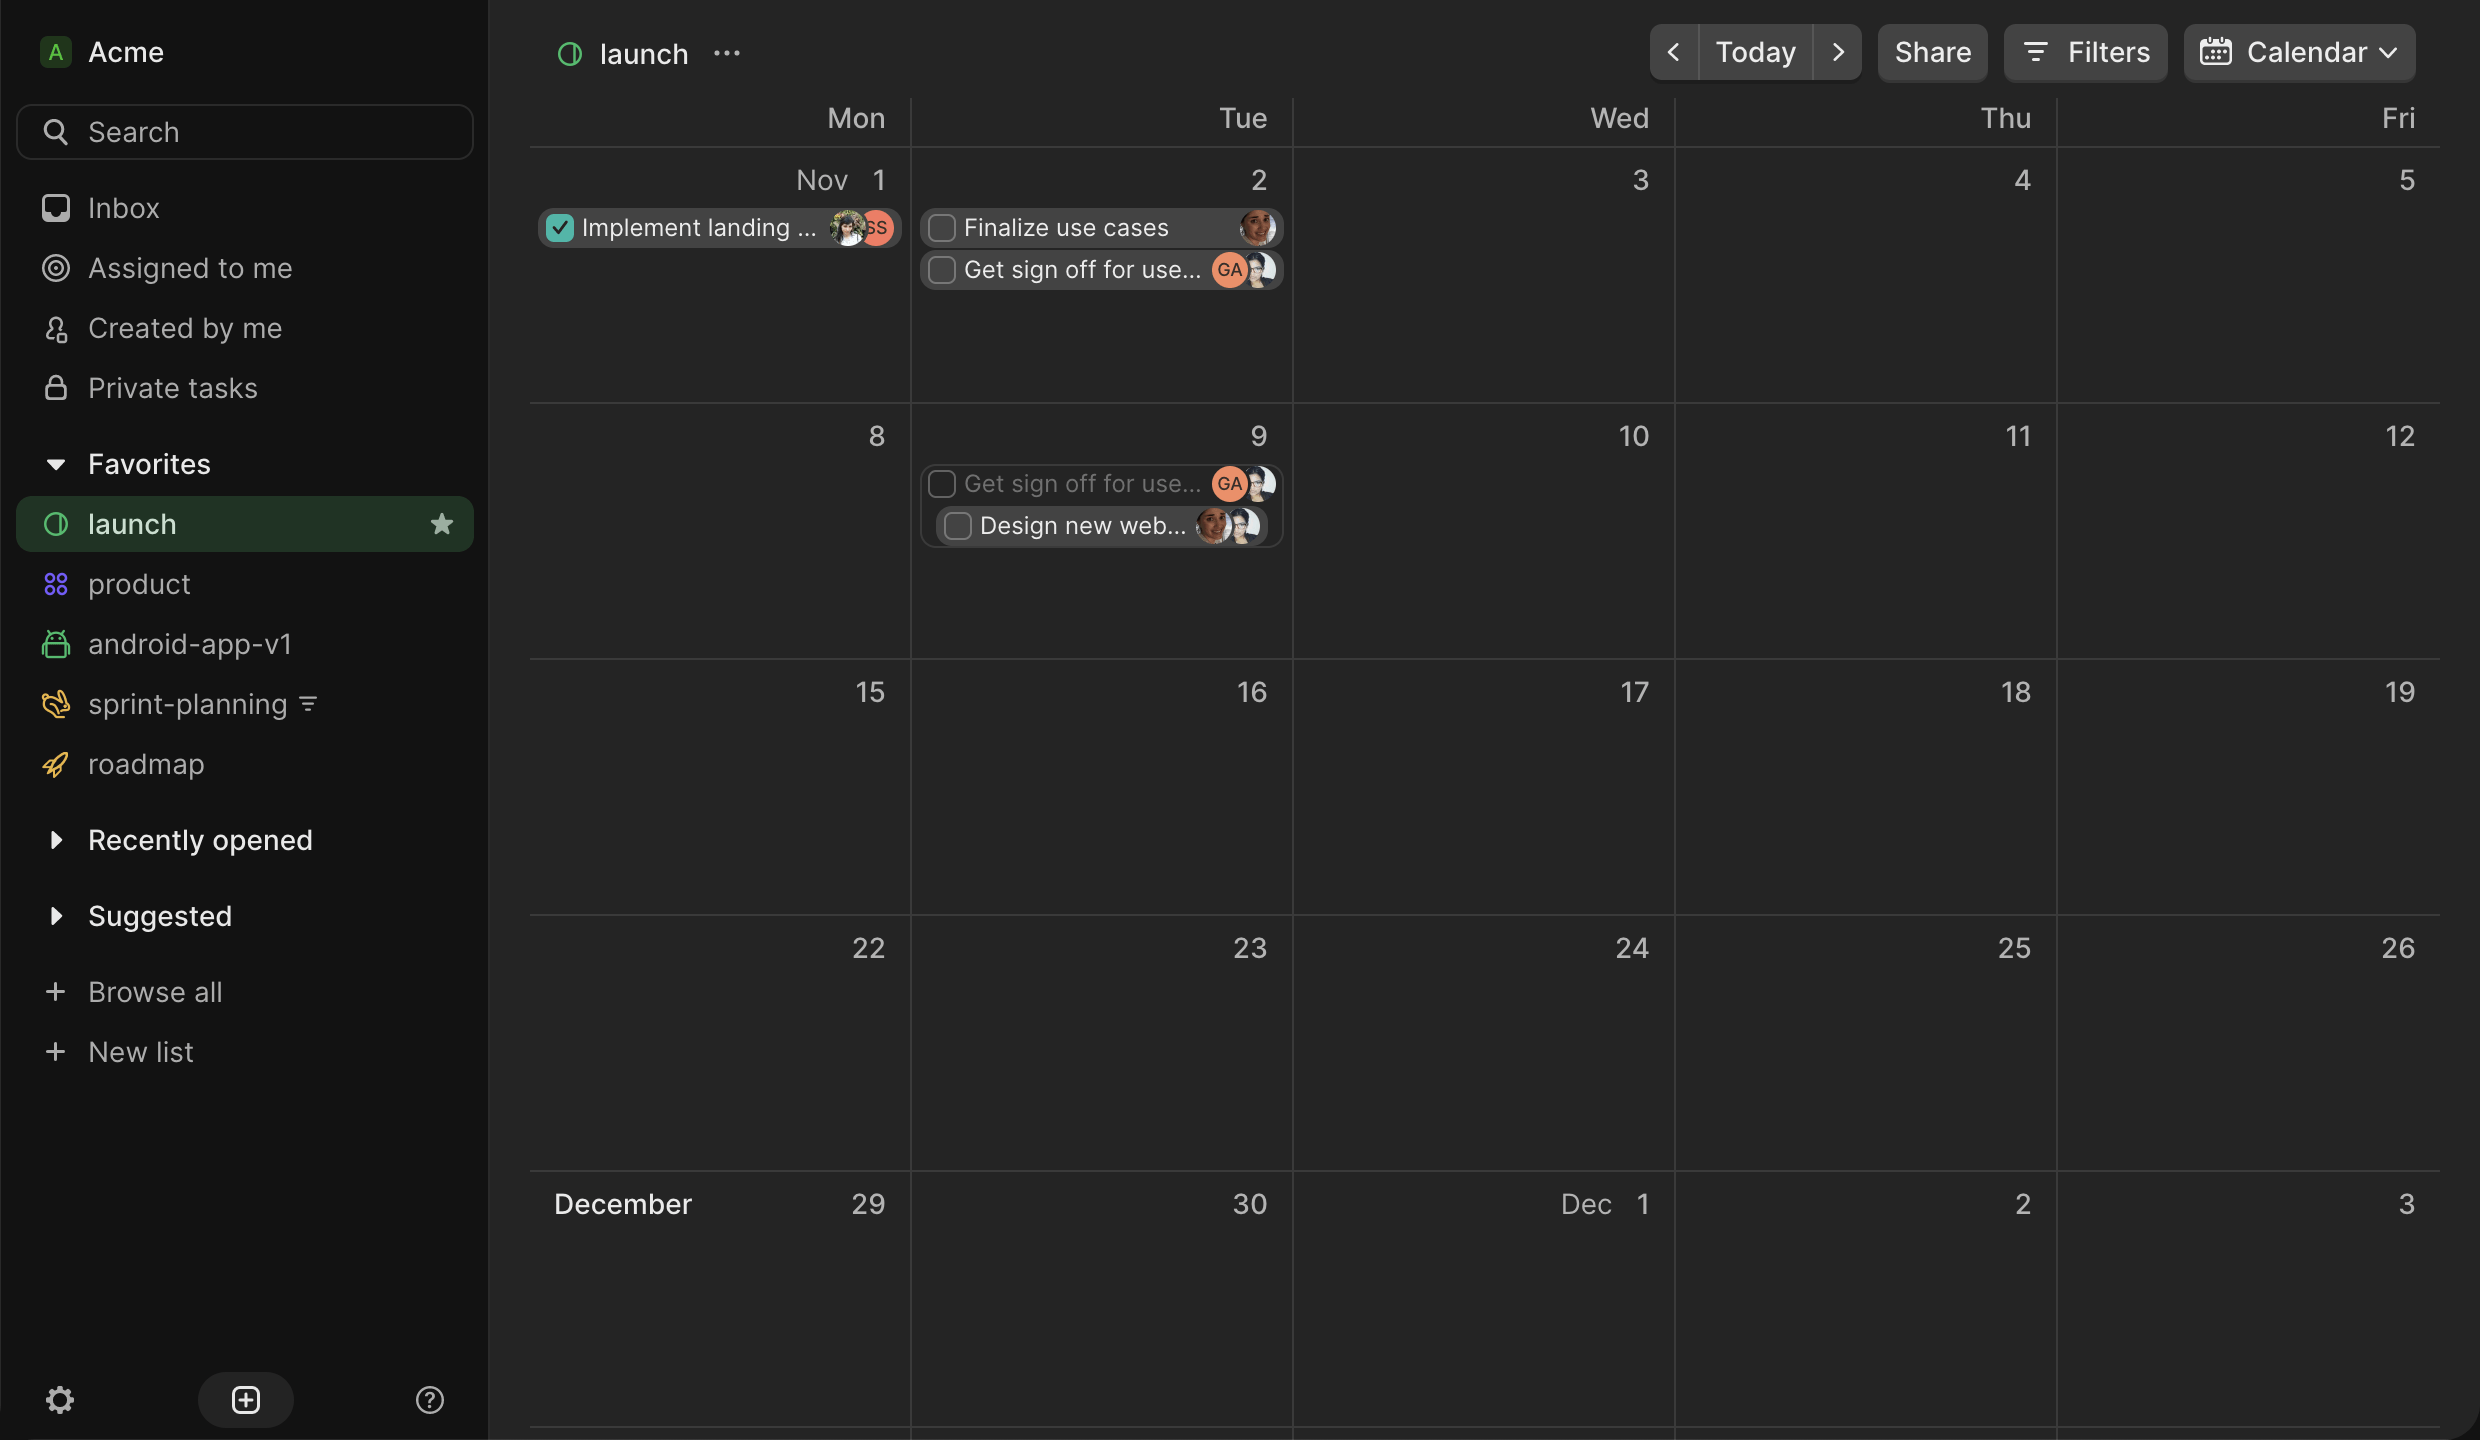 A Acme
Search
Inbox
Assigned to me
Created by me
Private tasks
Favorites
launch
product
android-app-v1
sprint-planning
roadmap
Recently opened
Suggested
Browse all
New list
launch
Today
Share
Filters
Calendar
Mon Tue Wed Thu Fri
Nov 1 2 3 4 5
Implement landing ... SS
Finalize use cases
Get sign off for use... GA
8 9 10 11 12
Get sign off for use... GA
Design new web...
15 16 17 18 19
22 23 24 25 26
December 29 30 Dec 1 2 3